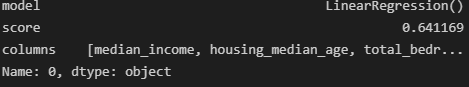 model LinearRegression()
score 0.641169
columns [median_income, housing_median_age, total_bedr...
Name: 0, dtype: object